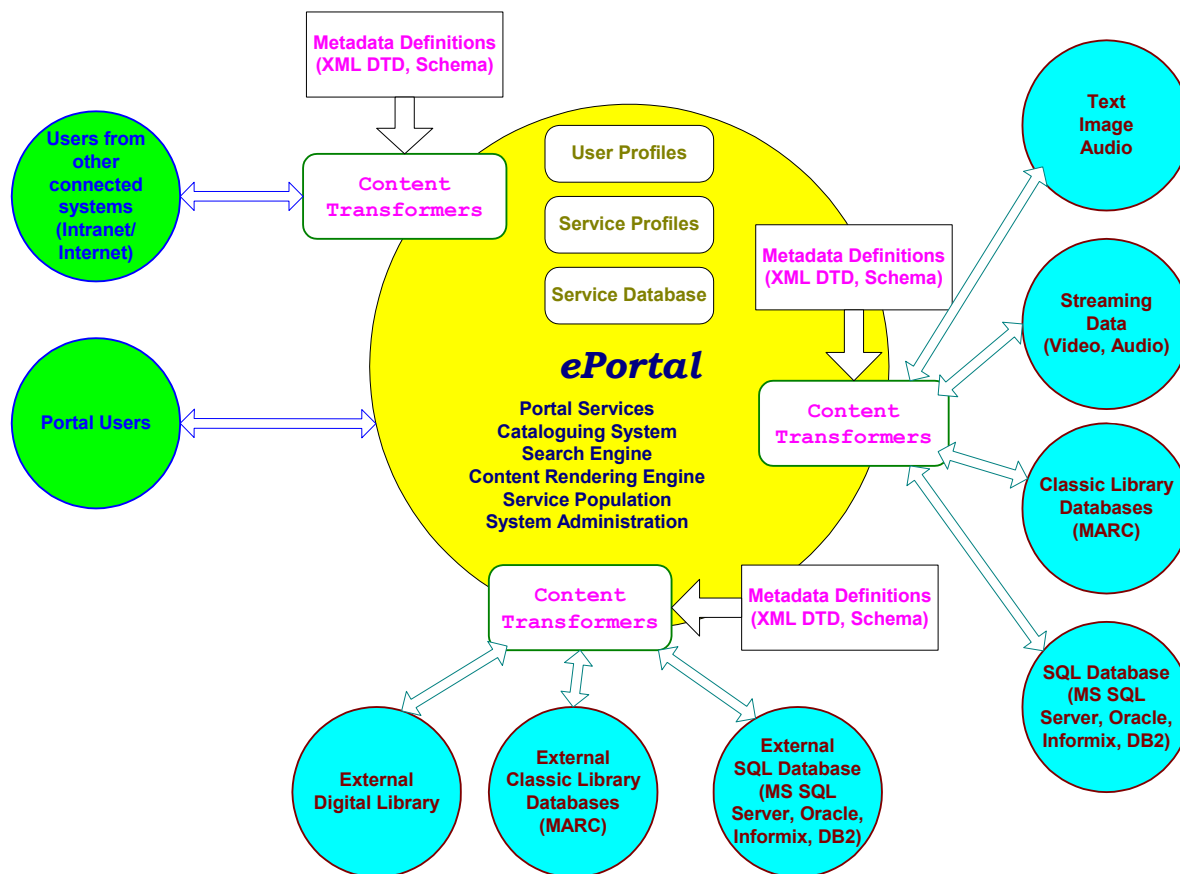 Metadata Definitions
(XML DTD, Schema)
Users from
other
connected
systems
(Intranet/
Internet)
Content
Transformers
User Profiles
Service Profiles
Service Database
Metadata Definitions
(XML DTD, Schema)
Text
Image
Audio
Streaming
Data
(Video, Audio)
Portal Users
ePortal
Portal Services
Cataloguing System
Search Engine
Content Rendering Engine
Service Population
System Administration
Content
Transformers
Classic Library
Databases
(MARC)
Content
Transformers
Metadata Definitions
(XML DTD, Schema)
SQL Database
(MS SQL
Server, Oracle,
Informix, DB2)
External
Digital Library
External
Classic Library
Databases
(MARC)
External
SQL Database
(MS SQL
Server, Oracle,
Informix, DB2)